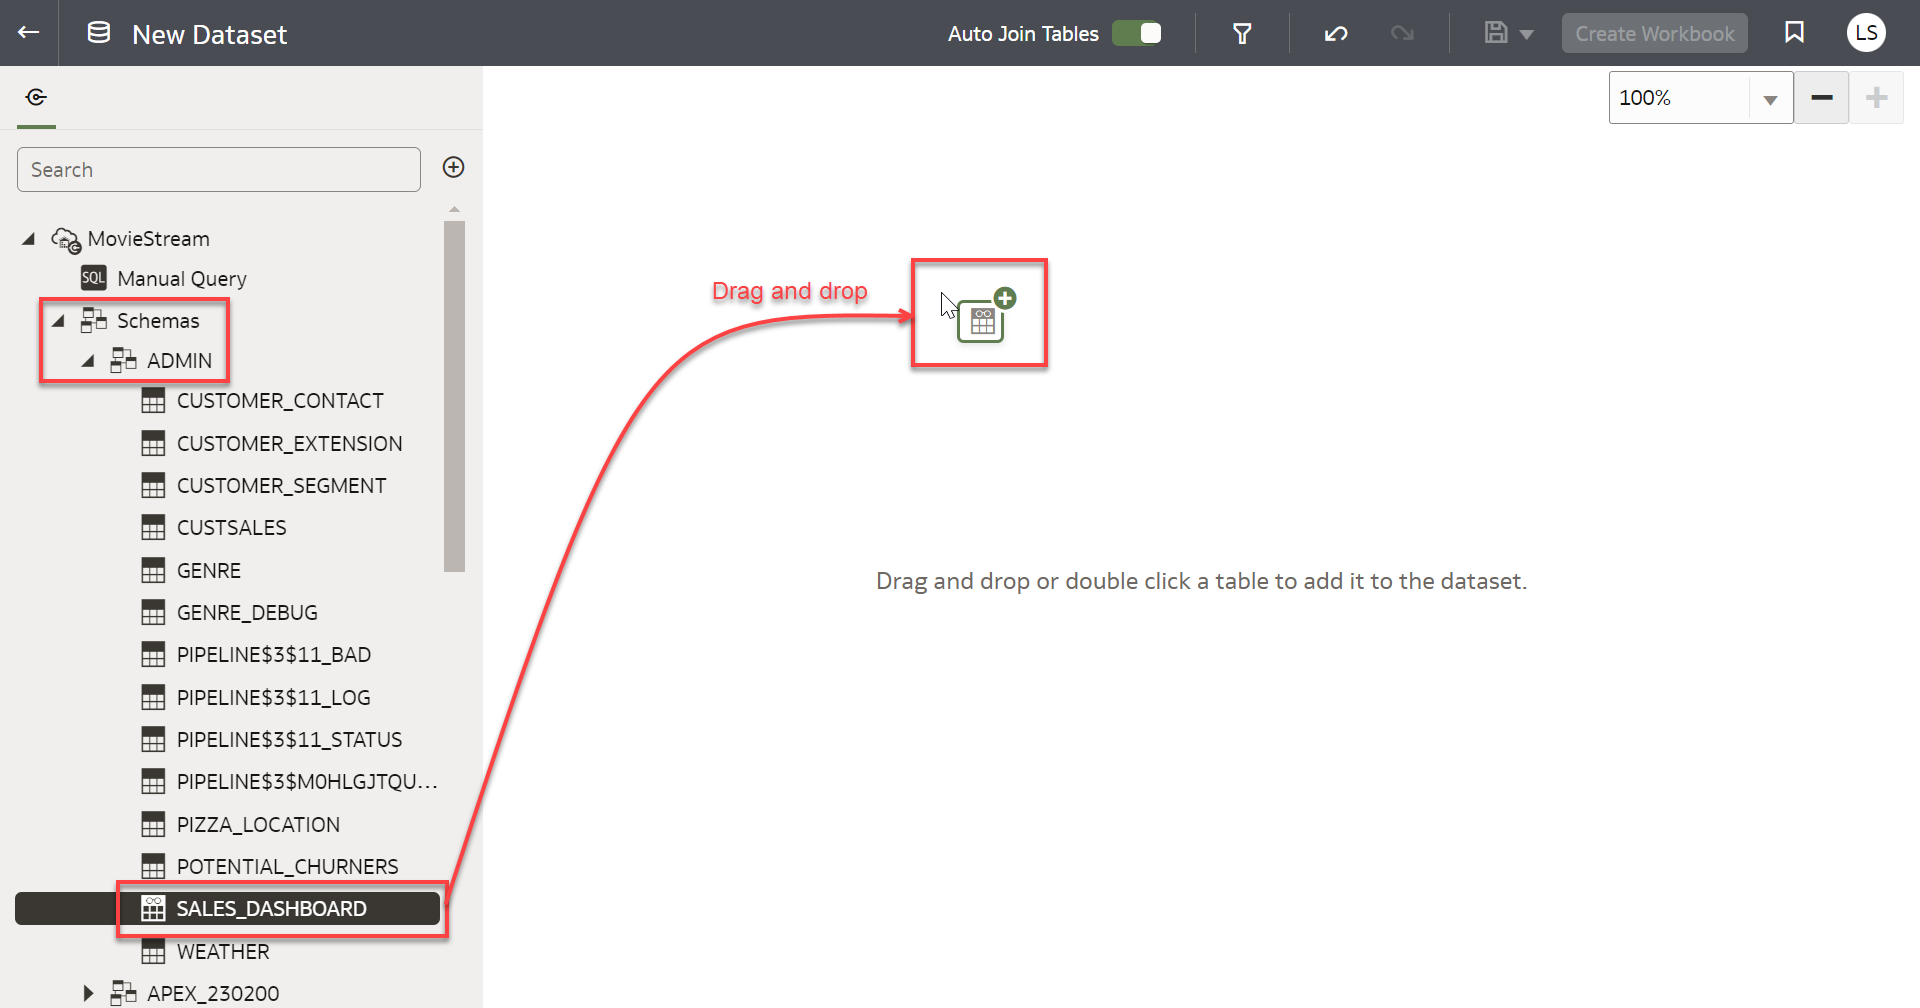 New Dataset
Auto Join Tables
Create Workbook
LS
100%
Search
MovieStream
SQL Manual Query
Schemas
ADMIN
Drag and drop
CUSTOMER_CONTACT
CUSTOMER_EXTENSION
CUSTOMER_SEGMENT
CUSTSALES
GENRE
Drag and drop or double click a table to add it to the dataset.
GENRE_DEBUG
PIPELINE$3$11_BAD
PIPELINE$3$11_LOG
PIPELINE$3$11_STATUS
PIPELINE$3$M0HLGJTQU...
PIZZA_LOCATION
POTENTIAL_CHURNERS
SALES_DASHBOARD
WEATHER
APEX_230200